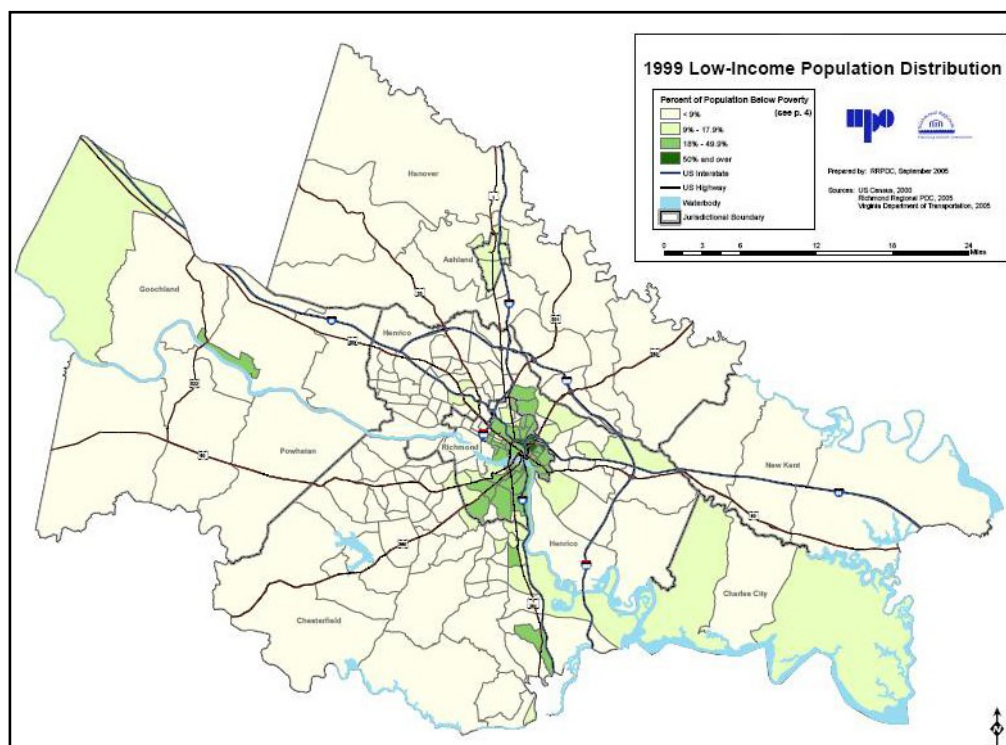 1999 Low-Income Population Distribution
Percent of Population Below Poverty
(see p. 4)
< 9%
9% - 17.9%
18% - 49.9%
50% and over
US Interstate
US Highway
Waterbody
Jurisdictional Boundary
mpo
Prepared by: RRPDC, September 2005
Sources: US Census, 2000
Richmond Regional PDC, 2005
Virginia Department of Transportation, 2005
0 3 6 12 18 24
Miles
Hanover
Ashland
Goochland
Henrico
Richmond
Powhatan
New Kent
Henrico
Charles City
Chesterfield